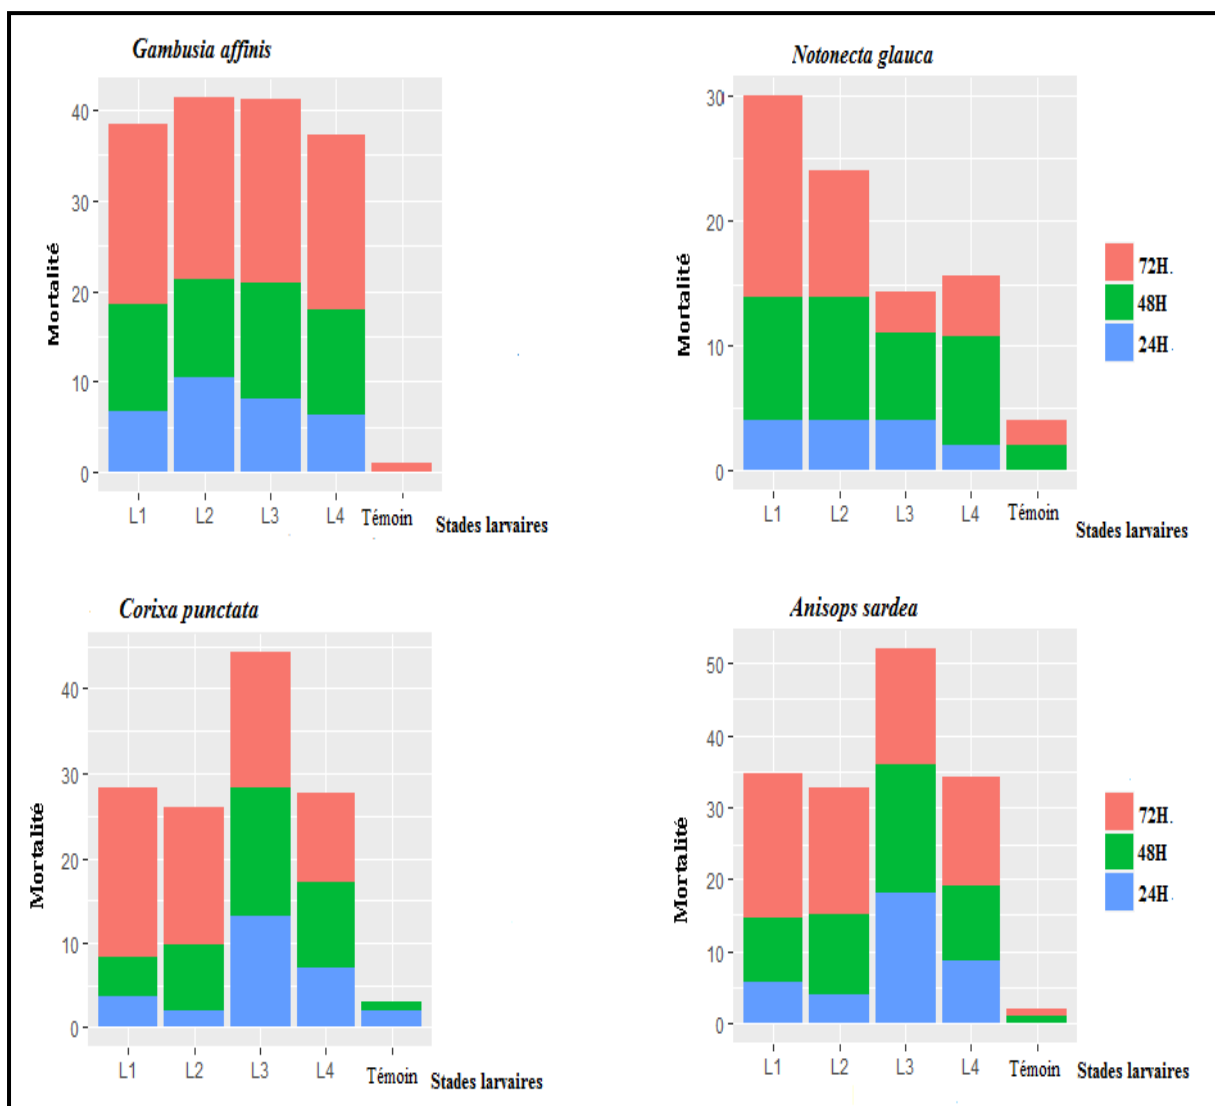 Gambusia affinis
Mortalité
40
30
20
10
0
L1 L2 L3 L4 Témoin
Stades larvaires
Notonecta glauca
Mortalité
30
20
10
0
L1 L2 L3 L4 Témoin
Stades larvaires
72H.
48H
24H.
Corixa punctata
Mortalité
40
30
20
10
0
L1 L2 L3 L4 Témoin
Stades larvaires
Anisops sardea
Mortalité
50
40
30
20
10
0
L1 L2 L3 L4 Témoin
Stades larvaires
72H.
48H
24H.